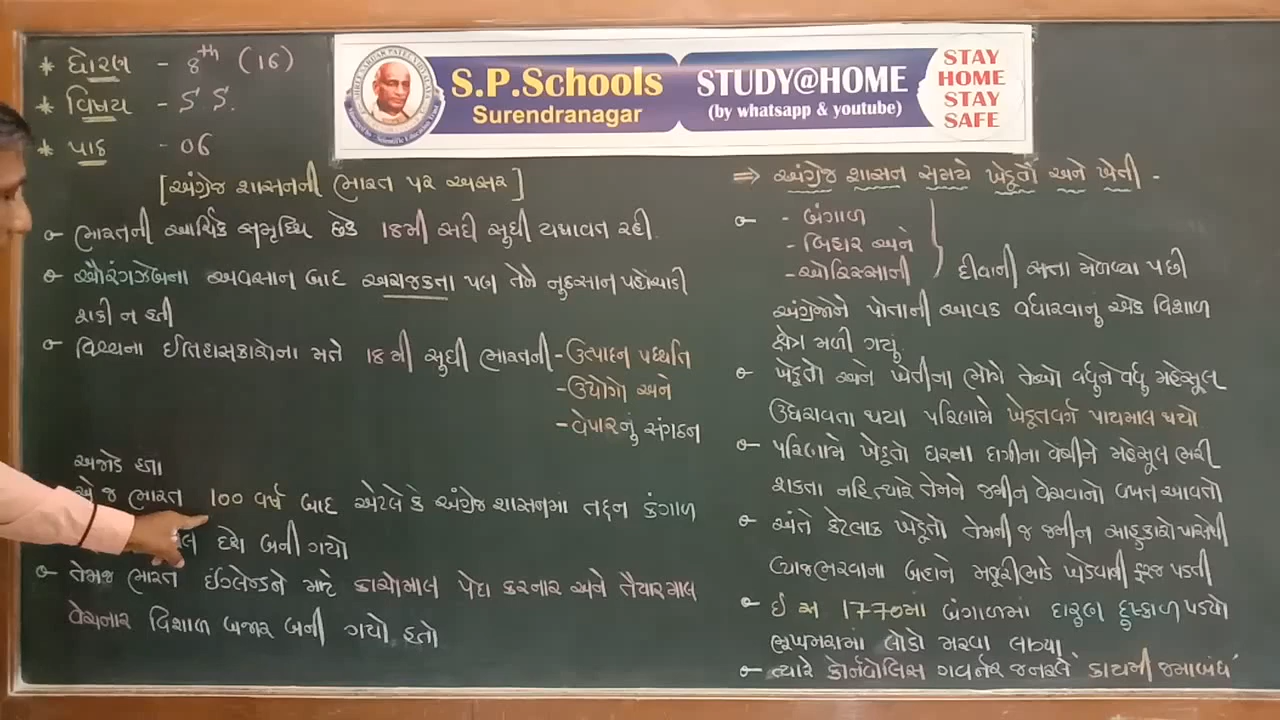 * ધોરણ - 8th (16)
* વિષય - S S.
* પાઠ - 06
S.P.Schools
Surendranagar
STUDY@HOME
(by whatsapp & youtube)
STAY
HOME
STAY
SAFE
[અંગ્રેજ શાસનની ભારત પર અસર]
ભારતની આર્થિક સમૃધ્ધિ છેક 18મી સદી સુધી યથાવત રહી.
ઔરંગઝેબના અવસાન બાદ અરાજકતા પણ તેને નુકસાન પહોંચાડી
શકી ન હતી
વિશ્વના ઈતિહાસકારોના મતે 18મી સુધી ભારતની - ઉત્પાદન પધ્ધતિ
- ઉદ્યોગો અને
- વેપારનું સંગઠન
અજોડ હતા
એ જ ભારત 100 વર્ષ બાદ એટલે કે અંગ્રેજ શાસનમાં તદ્દન કંગાળ
દેશ બની ગયો
તેમજ ભારત ઈંગ્લેન્ડને માટે કાચોમાલ પેદા કરનાર અને તૈયારમાલ
વેચનાર વિશાળ બજાર બની ગયો હતો
⇒ અંગ્રેજ શાસન સમયે ખેડૂતો અને ખેતી -
- બંગાળ
- બિહાર અને
- ઓરિસ્સાની
દીવાની સત્તા મેળવ્યા પછી
અંગ્રેજોને પોતાની આવક વધારવાનું એક વિશાળ
ક્ષેત્ર મળી ગયું
ખેડૂતો અને ખેતીના ભોગે તેઓ વધુને વધુ મહેસૂલ
ઉઘરાવતા થયા પરિણામે ખેડૂતવર્ગ પાયમાલ થયો
પરિણામે ખેડૂતો ઘરના દાગીના વેચીને મહેસૂલ ભરી
શકતા નહિ ત્યારે તેમને જમીન વેચવાનો વખત આવતો
અંતે કેટલાક ખેડૂતો તેમની જ જમીન શાહુકારો પાસેથી
વ્યાજભરવાના બહાને મજૂરીભાડે ખેડવાની ફરજ પડતી
ઈ સ 1770માં બંગાળમાં દારુણ દુષ્કાળ પડ્યો
ભૂખમરામાં લોકો મરવા લાગ્યા
ત્યારે કોર્નવોલિસ ગવર્નર જનરલે કાયમી જમાબંધ